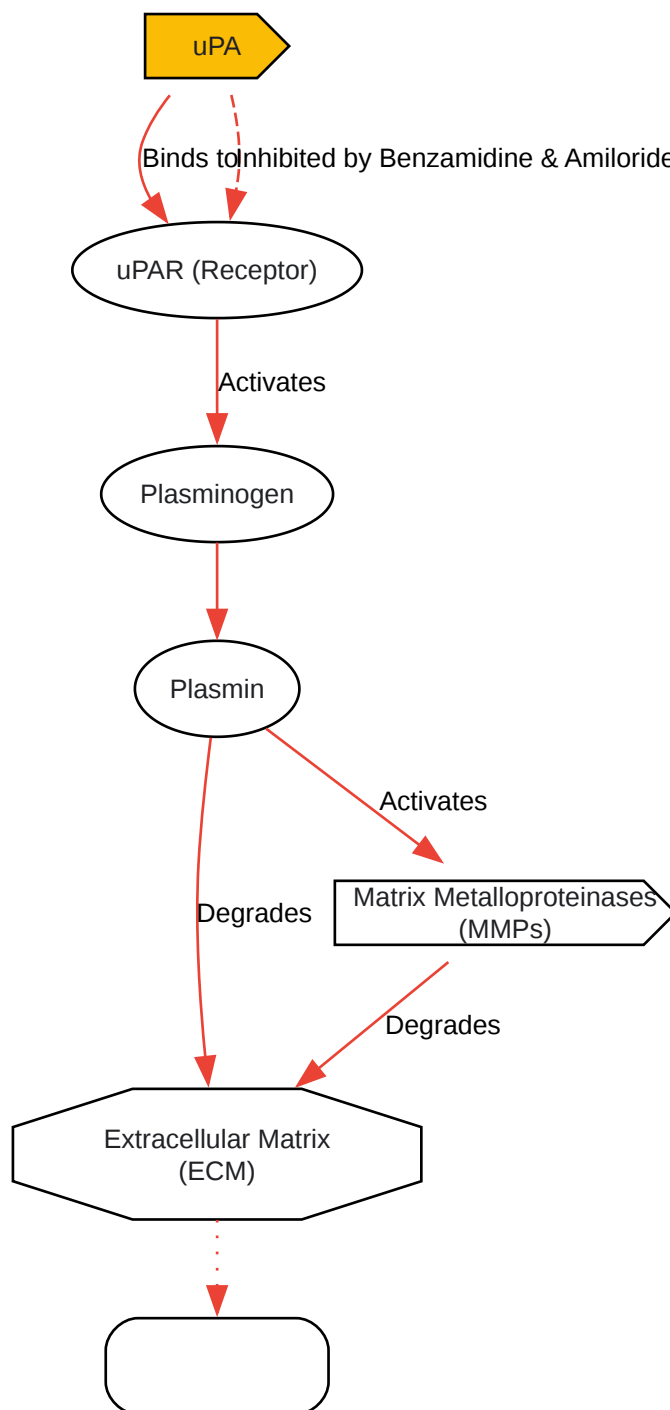 uPA
Binds to
Inhibited by Benzamidine & Amiloride
uPAR (Receptor)
Activates
Plasminogen
Plasmin
Activates
Matrix Metalloproteinases
(MMPs)
Degrades
Degrades
Extracellular Matrix
(ECM)